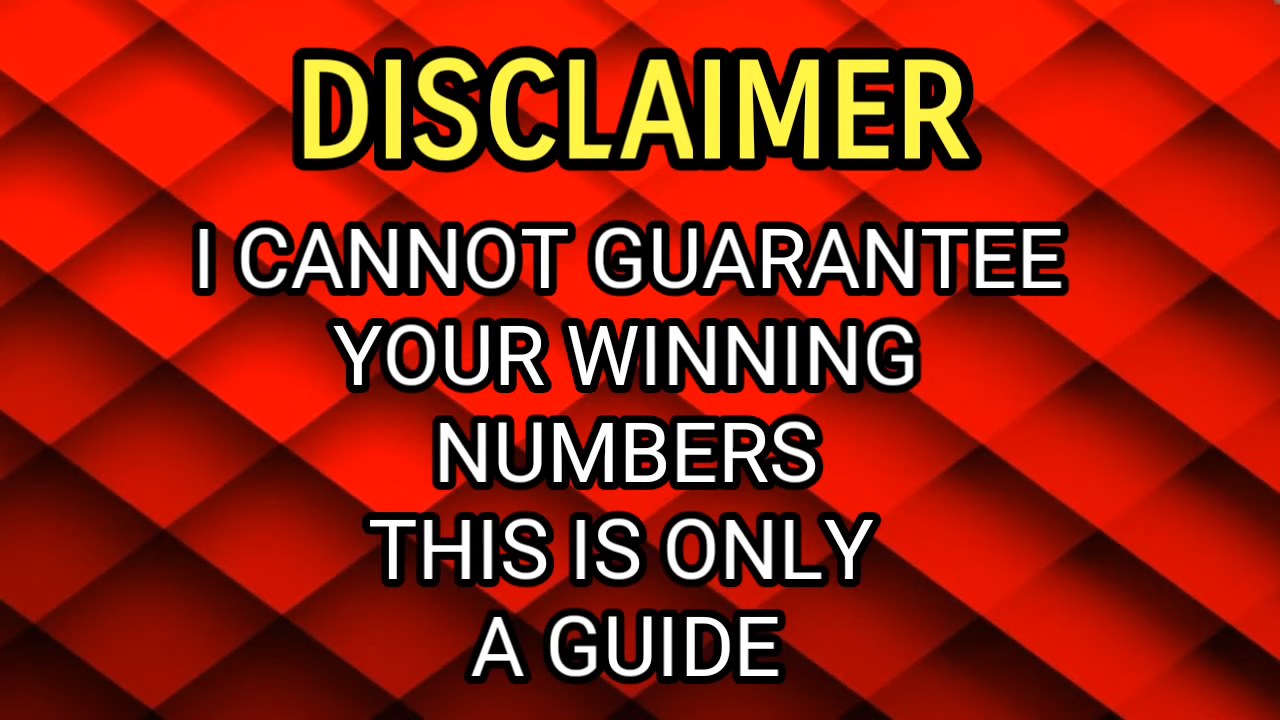 DISCLAIMER
I CANNOT GUARANTEE
YOUR WINNING
NUMBERS
THIS IS ONLY
A GUIDE